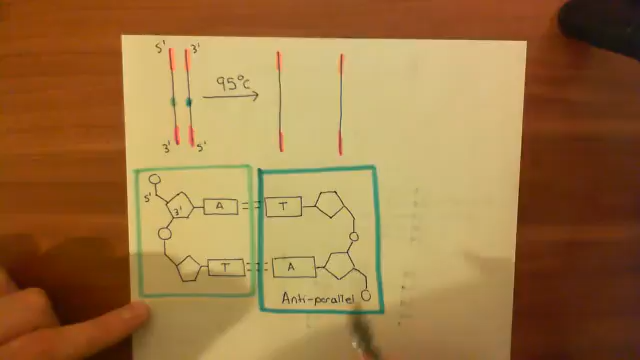 5' 3'
95°C
3' 5'
5' 3' A T
T A
Anti-parallel